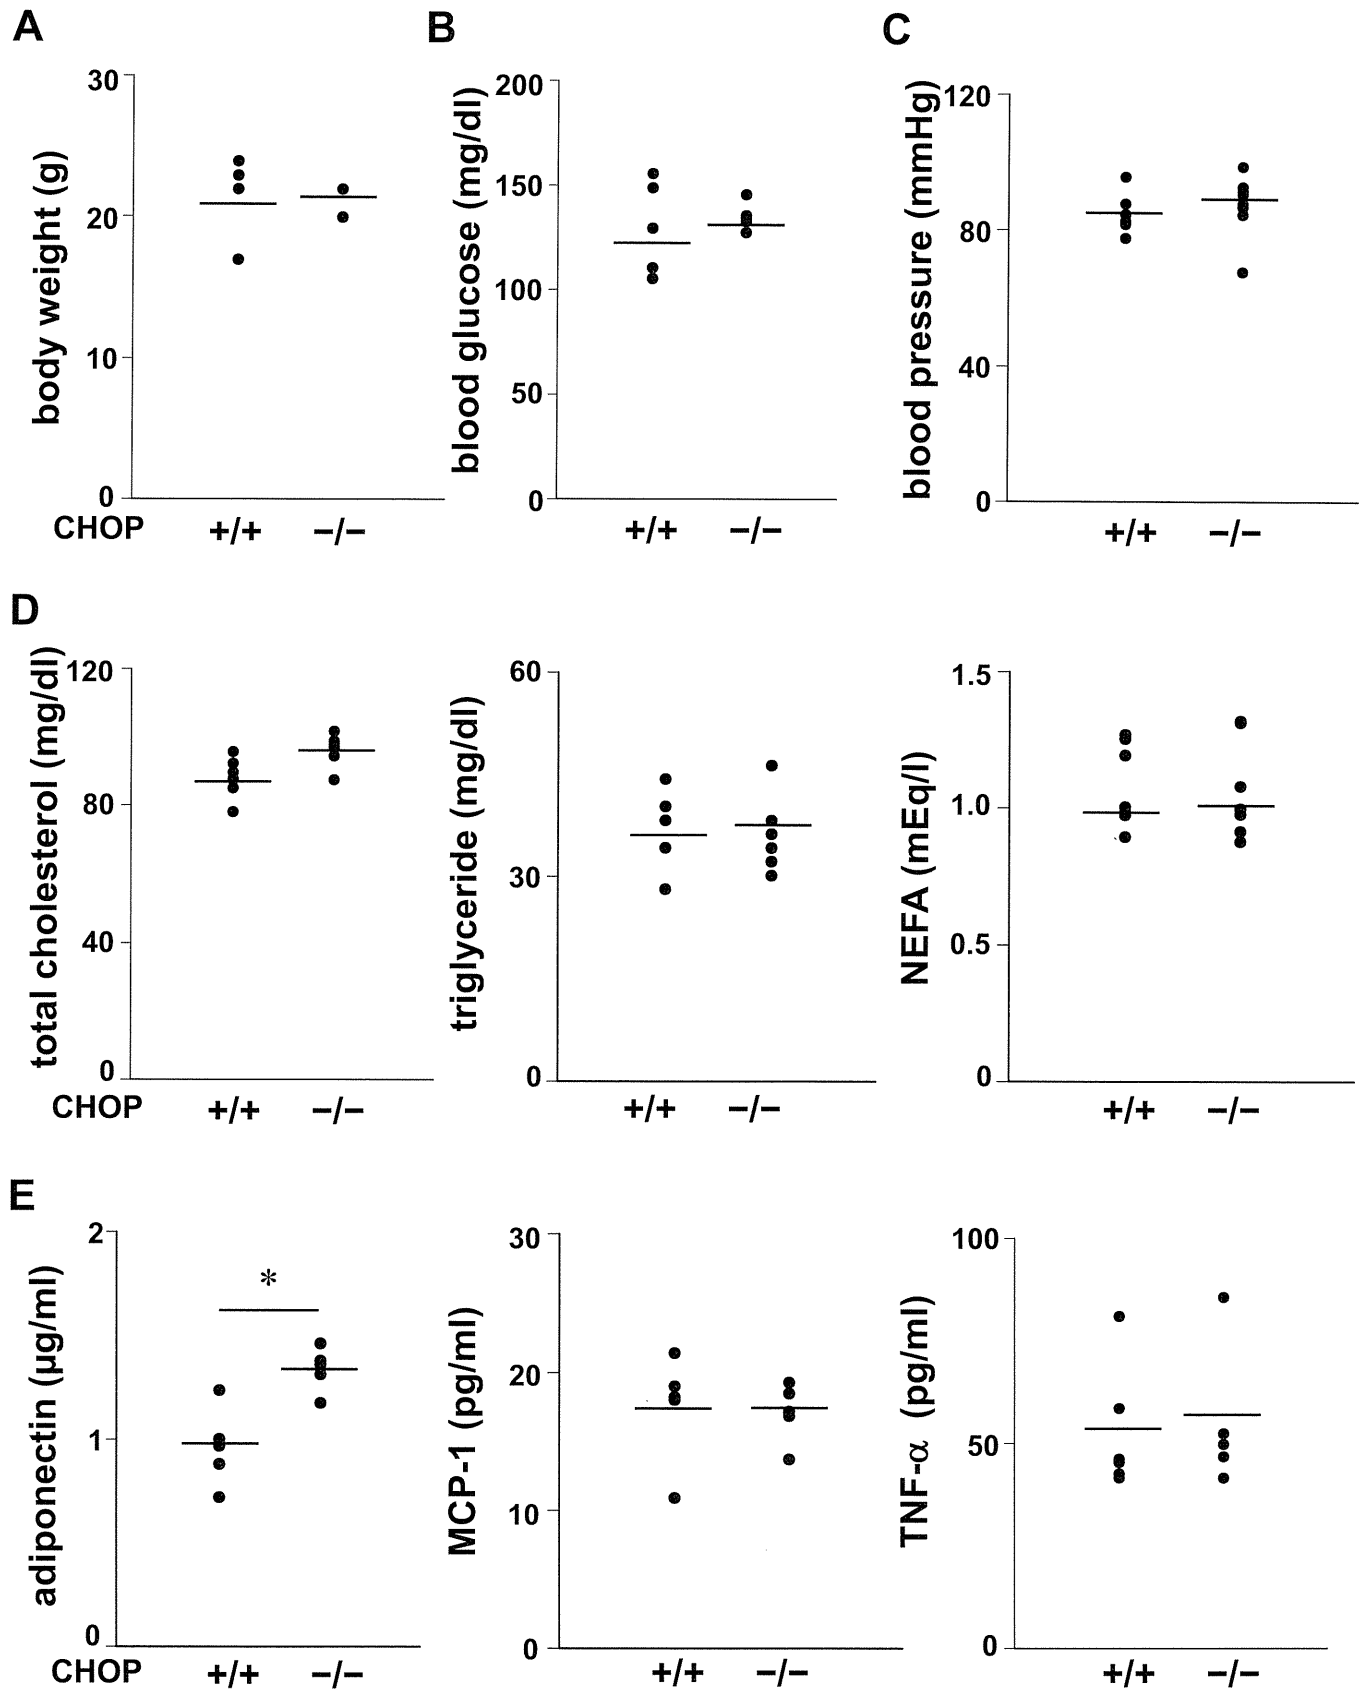 A
B
C
body weight (g)
30
20
10
0
CHOP +/+ −/−
blood glucose (mg/dl)
200
150
100
50
0
+/+ −/−
blood pressure (mmHg)
120
80
40
0
+/+ −/−
D
total cholesterol (mg/dl)
120
80
40
0
CHOP +/+ −/−
triglyceride (mg/dl)
60
30
0
+/+ −/−
NEFA (mEq/l)
1.5
1.0
0.5
0
+/+ −/−
E
adiponectin (µg/ml)
2
1
0
*
CHOP +/+ −/−
MCP-1 (pg/ml)
30
20
10
0
+/+ −/−
TNF-α (pg/ml)
100
50
0
+/+ −/−